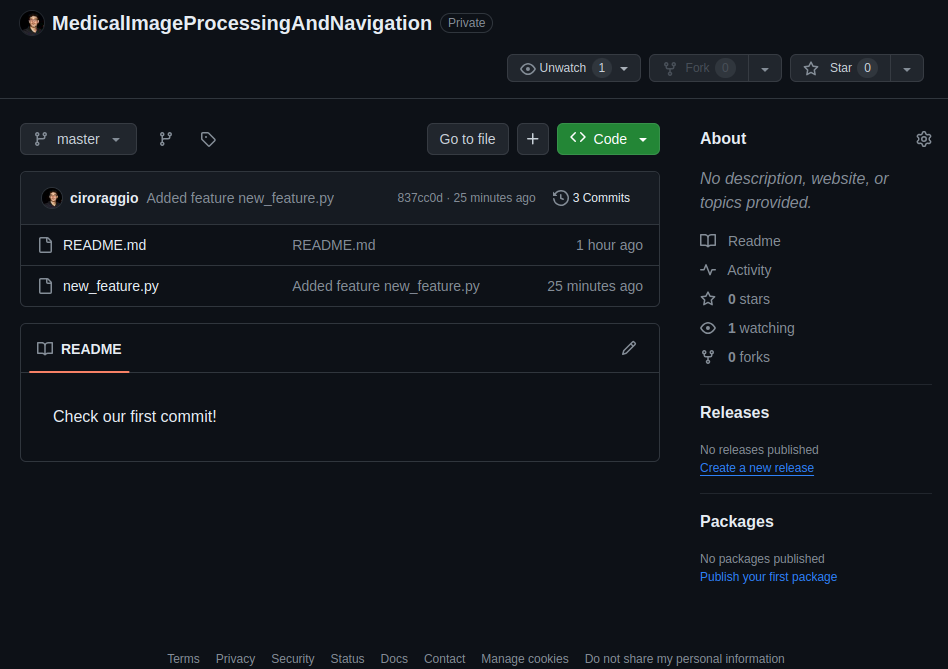 MedicalImageProcessingAndNavigation Private
Unwatch 1 Fork 0 Star 0
master Go to file Code
ciroraggio Added feature new_feature.py 837cc0d · 25 minutes ago 3 Commits
README.md README.md 1 hour ago
new_feature.py Added feature new_feature.py 25 minutes ago
README
Check our first commit!
About
No description, website, or
topics provided.
Readme
Activity
0 stars
1 watching
0 forks
Releases
No releases published
Create a new release
Packages
No packages published
Publish your first package
Terms Privacy Security Status Docs Contact Manage cookies Do not share my personal information